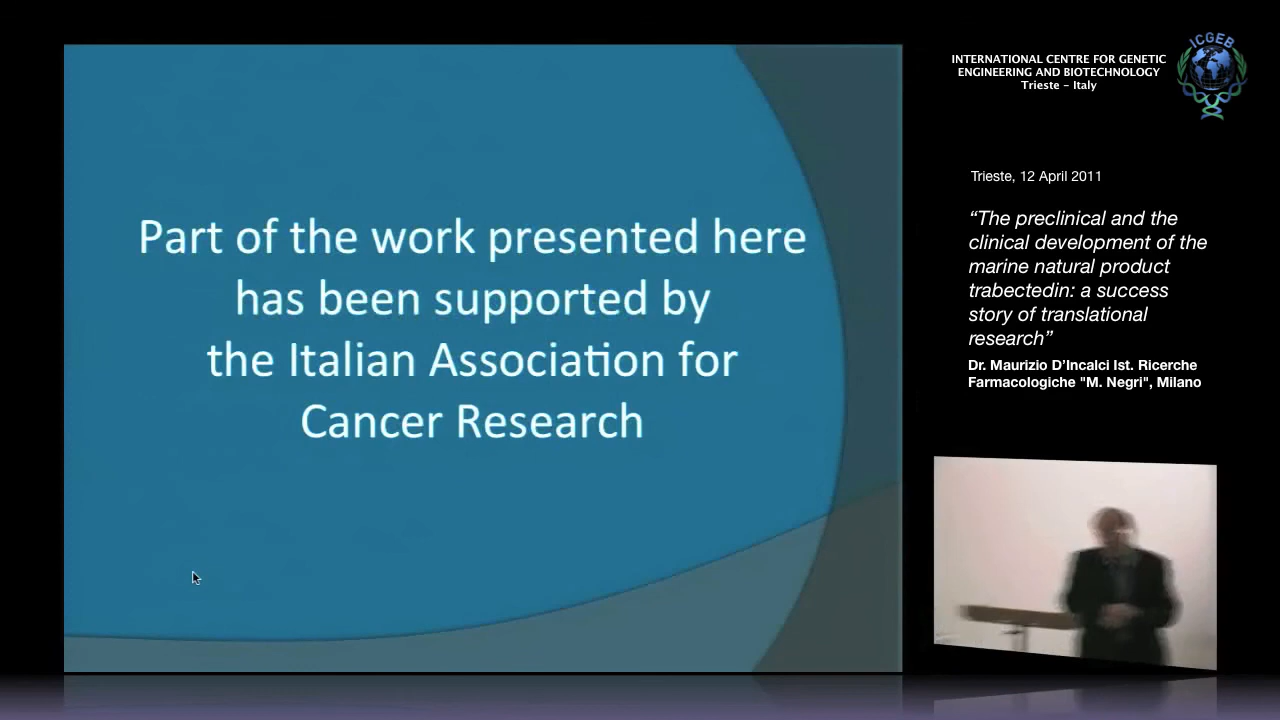 Part of the work presented here
has been supported by
the Italian Association for
Cancer Research
INTERNATIONAL CENTRE FOR GENETIC
ENGINEERING AND BIOTECHNOLOGY
Trieste - Italy
ICGEB
Trieste, 12 April 2011
“The preclinical and the
clinical development of the
marine natural product
trabectedin: a success
story of translational
research”
Dr. Maurizio D’Incalci Ist. Ricerche
Farmacologiche "M. Negri", Milano